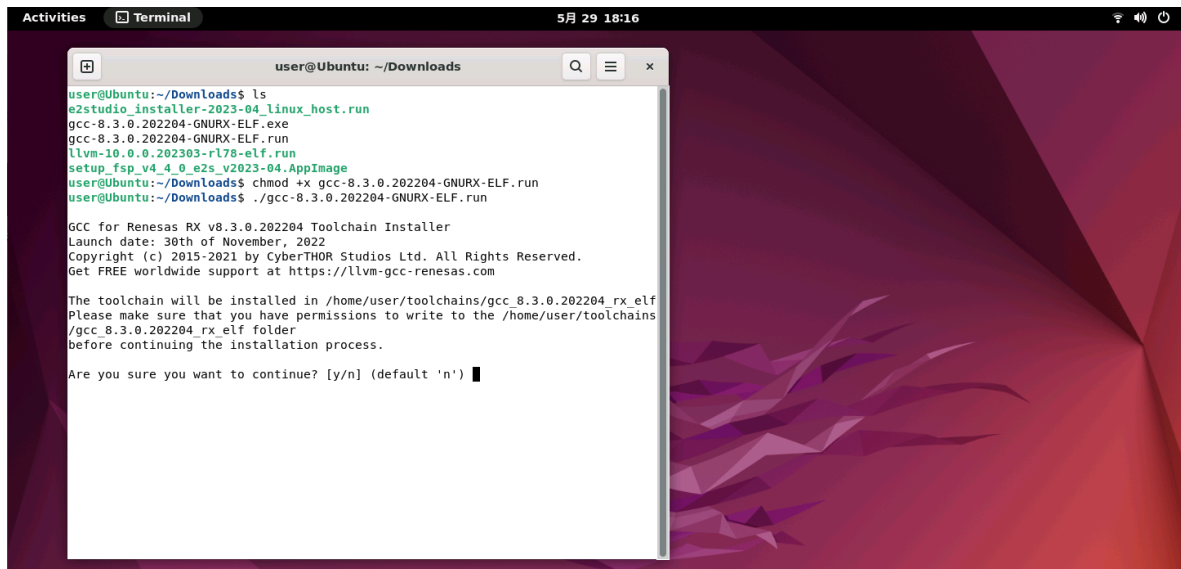 Activities Terminal 5月 29 18:16
user@Ubuntu: ~/Downloads
user@Ubuntu:~/Downloads$ ls
e2studio_installer-2023-04_linux_host.run
gcc-8.3.0.202204-GNURX-ELF.exe
gcc-8.3.0.202204-GNURX-ELF.run
llvm-10.0.0.202303-rl78-elf.run
setup_fsp_v4_4_0_e2s_v2023-04.AppImage
user@Ubuntu:~/Downloads$ chmod +x gcc-8.3.0.202204-GNURX-ELF.run
user@Ubuntu:~/Downloads$ ./gcc-8.3.0.202204-GNURX-ELF.run
GCC for Renesas RX v8.3.0.202204 Toolchain Installer
Launch date: 30th of November, 2022
Copyright (c) 2015-2021 by CyberTHOR Studios Ltd. All Rights Reserved.
Get FREE worldwide support at https://llvm-gcc-renesas.com
The toolchain will be installed in /home/user/toolchains/gcc_8.3.0.202204_rx_elf
Please make sure that you have permissions to write to the /home/user/toolchains
/gcc_8.3.0.202204_rx_elf folder
before continuing the installation process.
Are you sure you want to continue? [y/n] (default 'n')